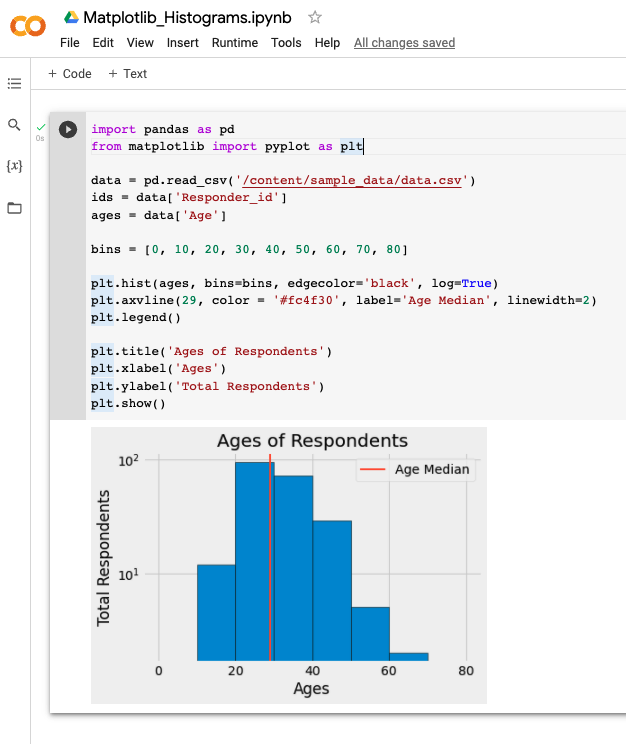 Matplotlib_Histograms.ipynb
File Edit View Insert Runtime Tools Help All changes saved
+ Code + Text
{x}
0s
import pandas as pd
from matplotlib import pyplot as plt
data = pd.read_csv('/content/sample_data/data.csv')
ids = data['Responder_id']
ages = data['Age']
bins = [0, 10, 20, 30, 40, 50, 60, 70, 80]
plt.hist(ages, bins=bins, edgecolor='black', log=True)
plt.axvline(29, color = '#fc4f30', label='Age Median', linewidth=2)
plt.legend()
plt.title('Ages of Respondents')
plt.xlabel('Ages')
plt.ylabel('Total Respondents')
plt.show()
Ages of Respondents
10²
Age Median
Total Respondents
10¹
0 20 40 60 80
Ages